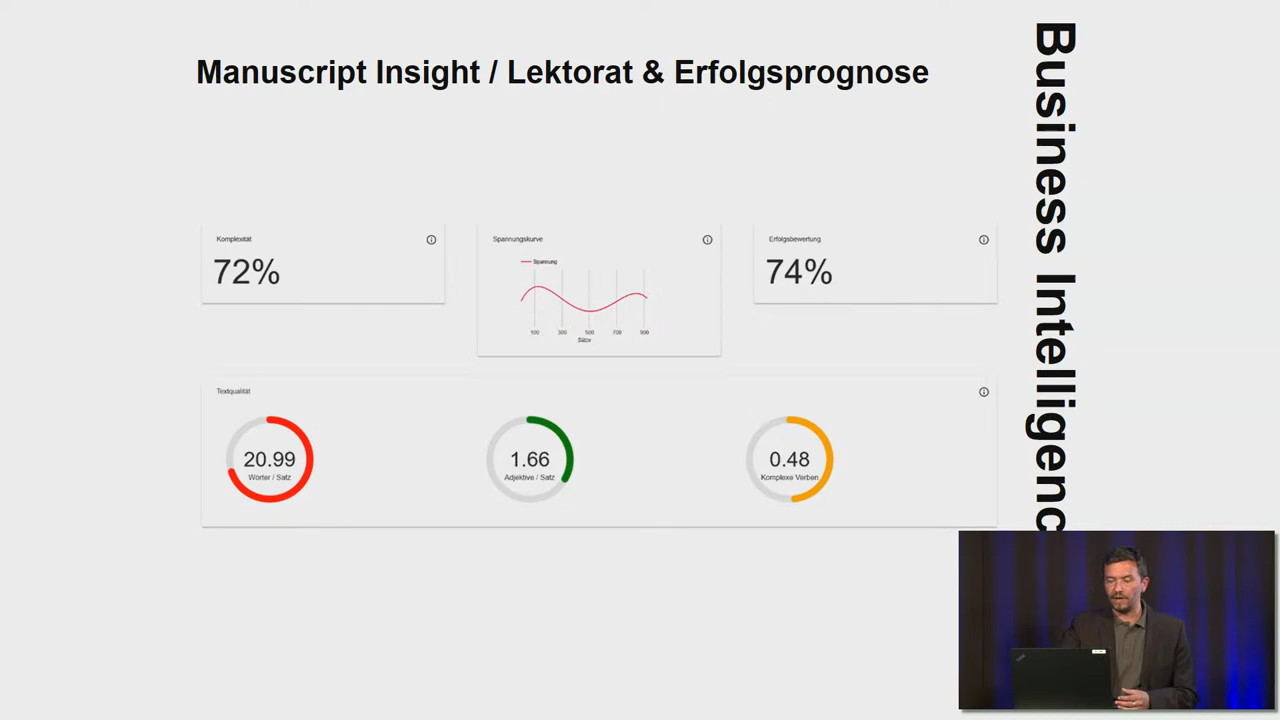 Manuscript Insight / Lektorat & Erfolgsprognose
Business Intelligenc
Komplexität
72%
Spannungskurve
Spannung
100 300 500 700 900
Sätze
Erfolgsbewertung
74%
Textqualität
20.99
Wörter / Satz
1.66
Adjektive / Satz
0.48
Komplexe Verben